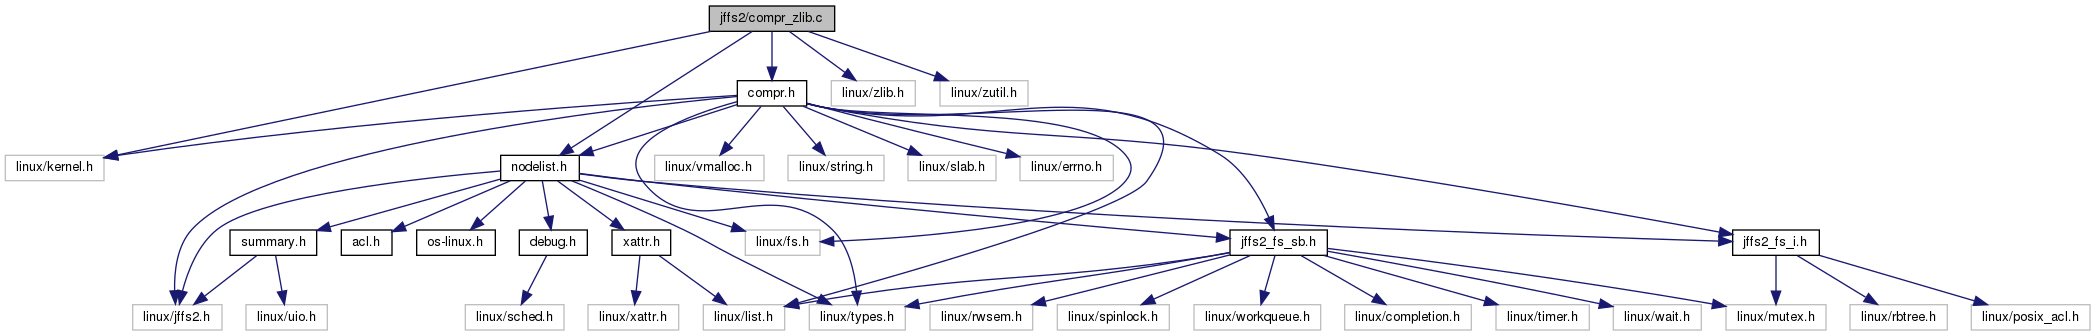 jffs2/compr_zlib.c
compr.h
linux/zlib.h
linux/zutil.h
linux/kernel.h
nodelist.h
linux/vmalloc.h
linux/string.h
linux/slab.h
linux/errno.h
summary.h
acl.h
os-linux.h
debug.h
xattr.h
linux/fs.h
jffs2_fs_sb.h
jffs2_fs_i.h
linux/jffs2.h
linux/uio.h
linux/sched.h
linux/xattr.h
linux/list.h
linux/types.h
linux/rwsem.h
linux/spinlock.h
linux/workqueue.h
linux/completion.h
linux/timer.h
linux/wait.h
linux/mutex.h
linux/rbtree.h
linux/posix_acl.h